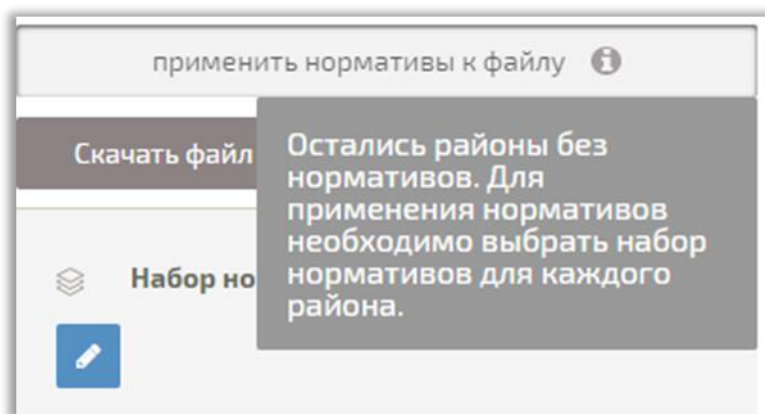 применить нормативы к файлу
Скачать файл
Остались районы без
нормативов. Для
применения нормативов
необходимо выбрать набор
нормативов для каждого
района.
Набор но